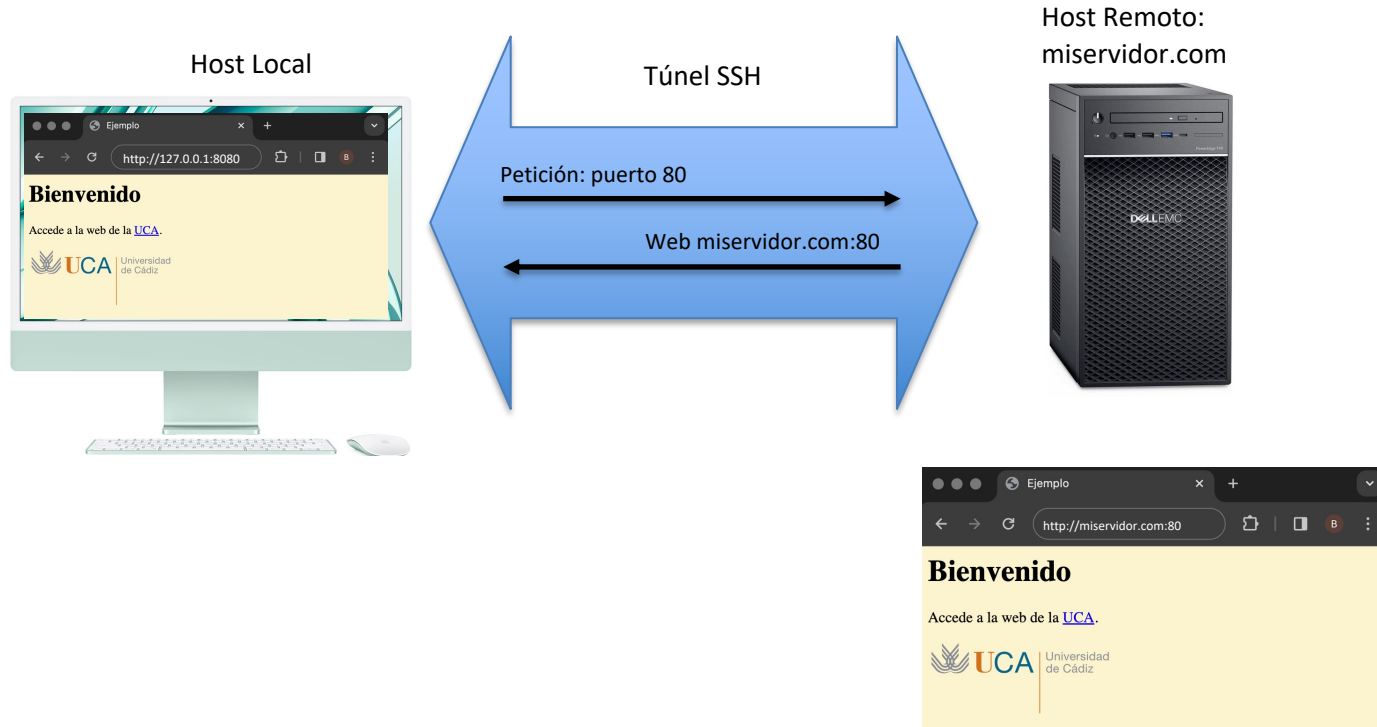 Host Remoto:
miservidor.com
Host Local
Túnel SSH
Ejemplo
http://127.0.0.1:8080
B
Bienvenido
Accede a la web de la UCA.
UCA
Universidad
de Cádiz
Petición: puerto 80
Web miservidor.com:80
DELLEMC
Ejemplo
http://miservidor.com:80
B
Bienvenido
Accede a la web de la UCA.
UCA
Universidad
de Cádiz